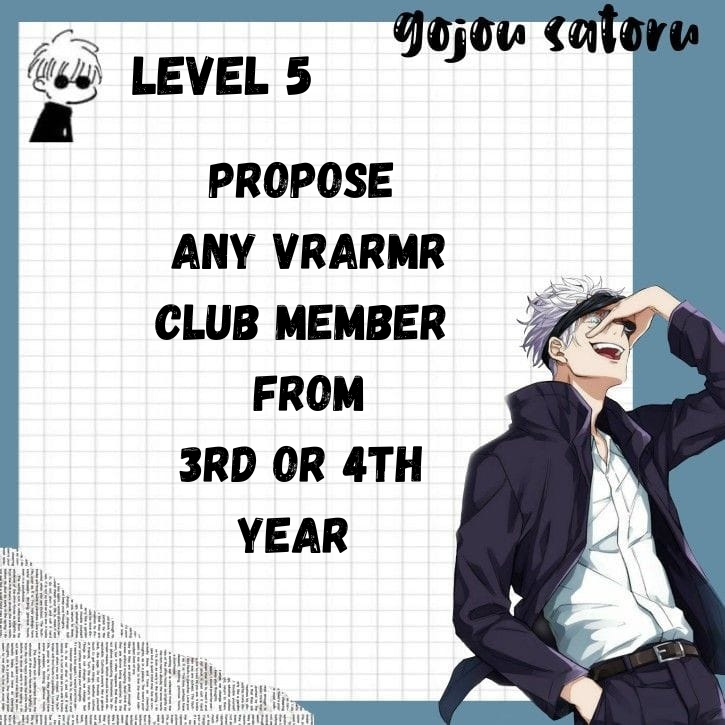 gojou satoru
LEVEL 5
PROPOSE
ANY VRARMR
CLUB MEMBER
FROM
3RD OR 4TH
YEAR